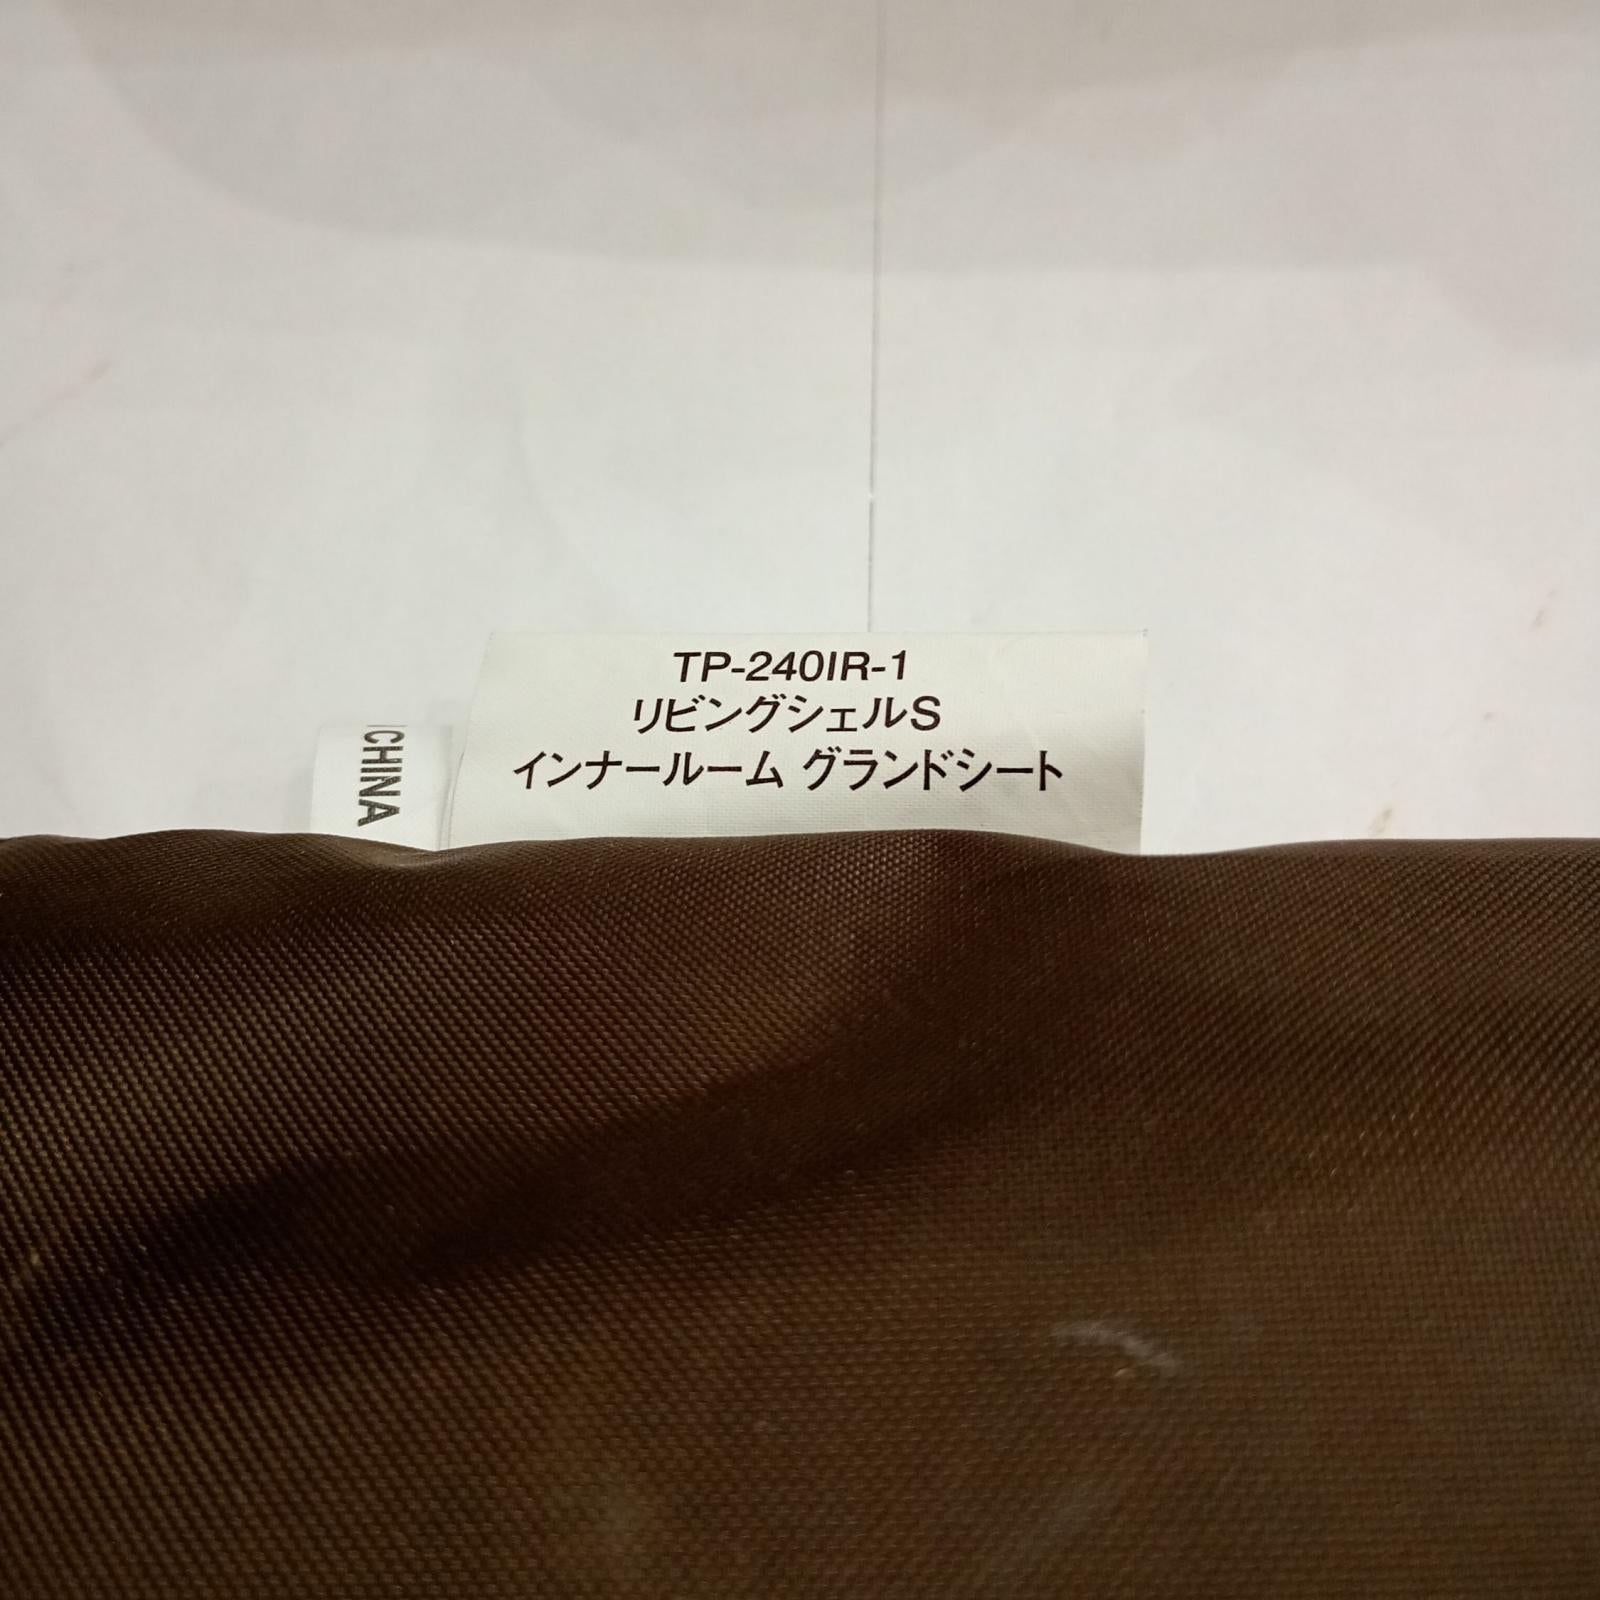 TP-240IR-1
リビングシェルS
インナールーム グランドシート
CHINA